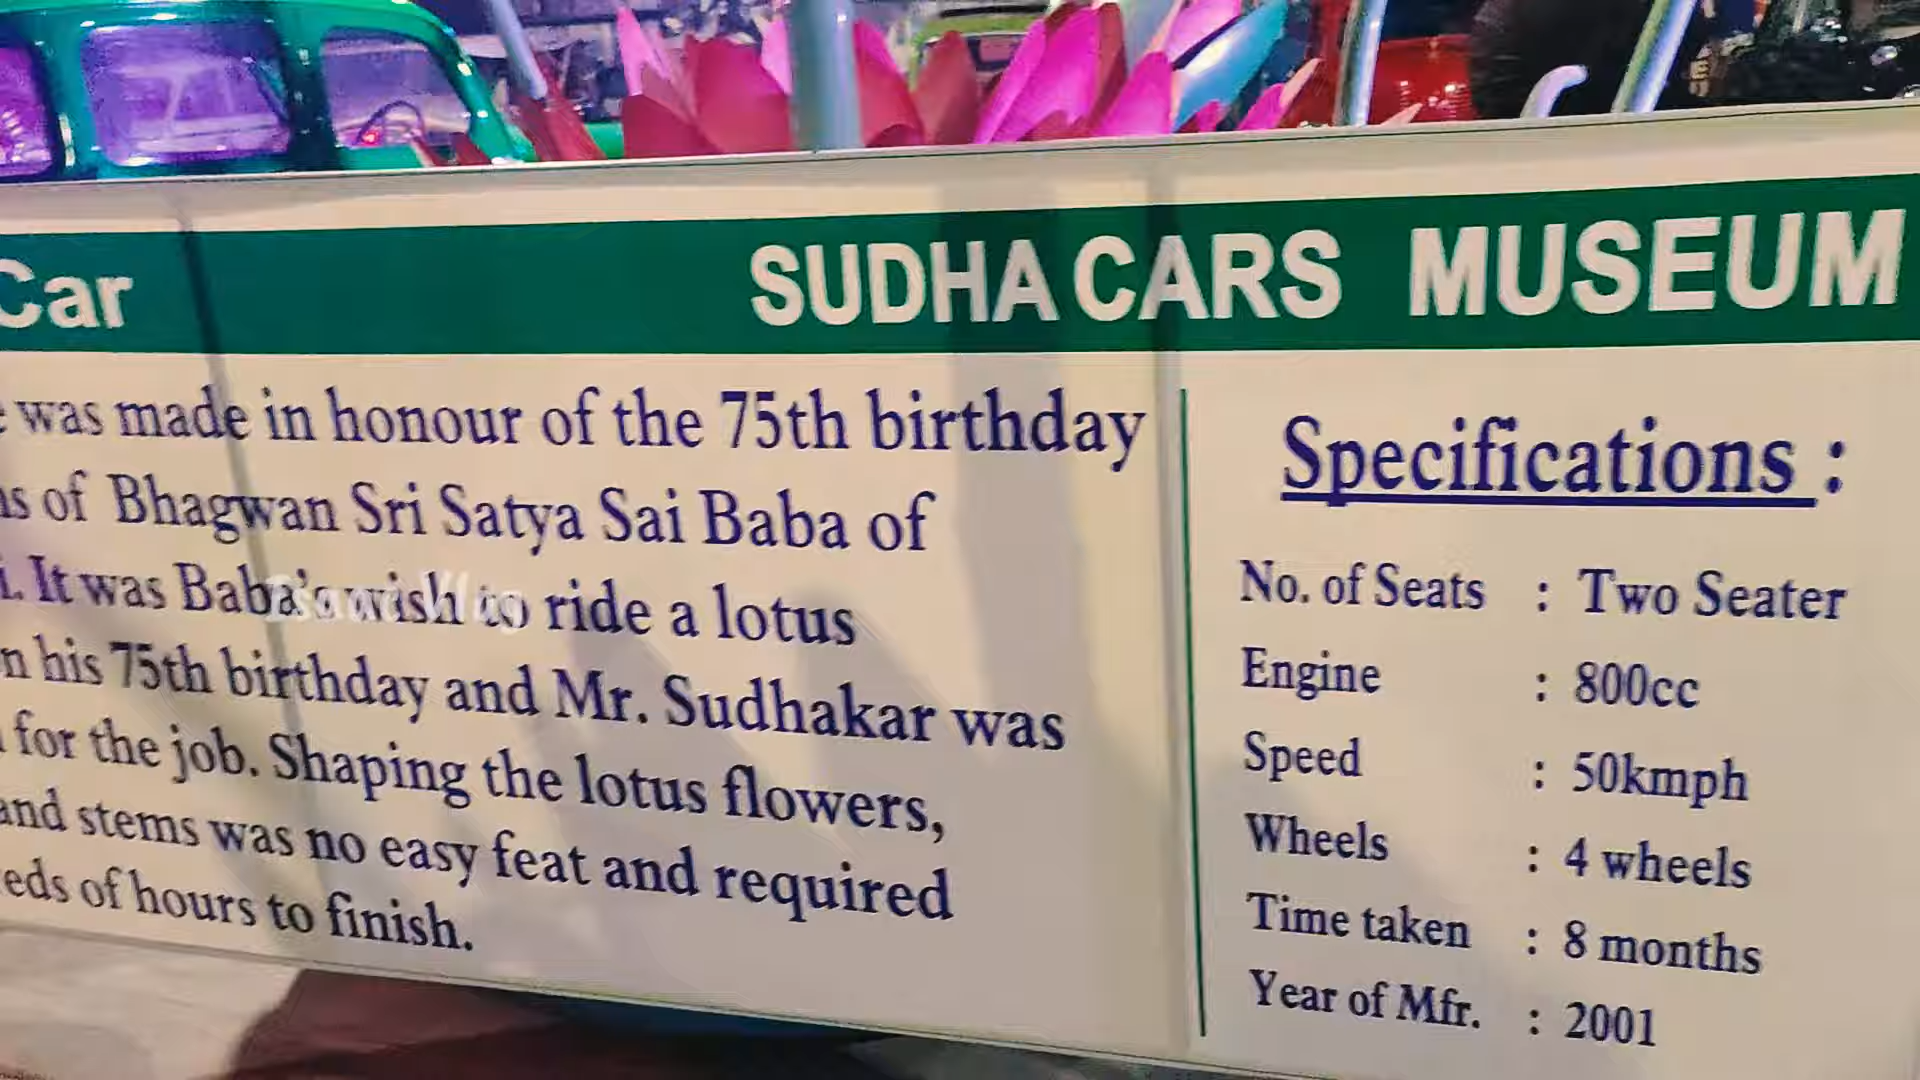 Car
SUDHA CARS MUSEUM
was made in honour of the 75th birthday
of Bhagwan Sri Satya Sai Baba of
It was Baba's wish to ride a lotus
his 75th birthday and Mr. Sudhakar was
for the job. Shaping the lotus flowers,
and stems was no easy feat and required
of hours to finish.
Specifications :
No. of Seats : Two Seater
Engine : 800cc
Speed : 50kmph
Wheels : 4 wheels
Time taken : 8 months
Year of Mfr. : 2001